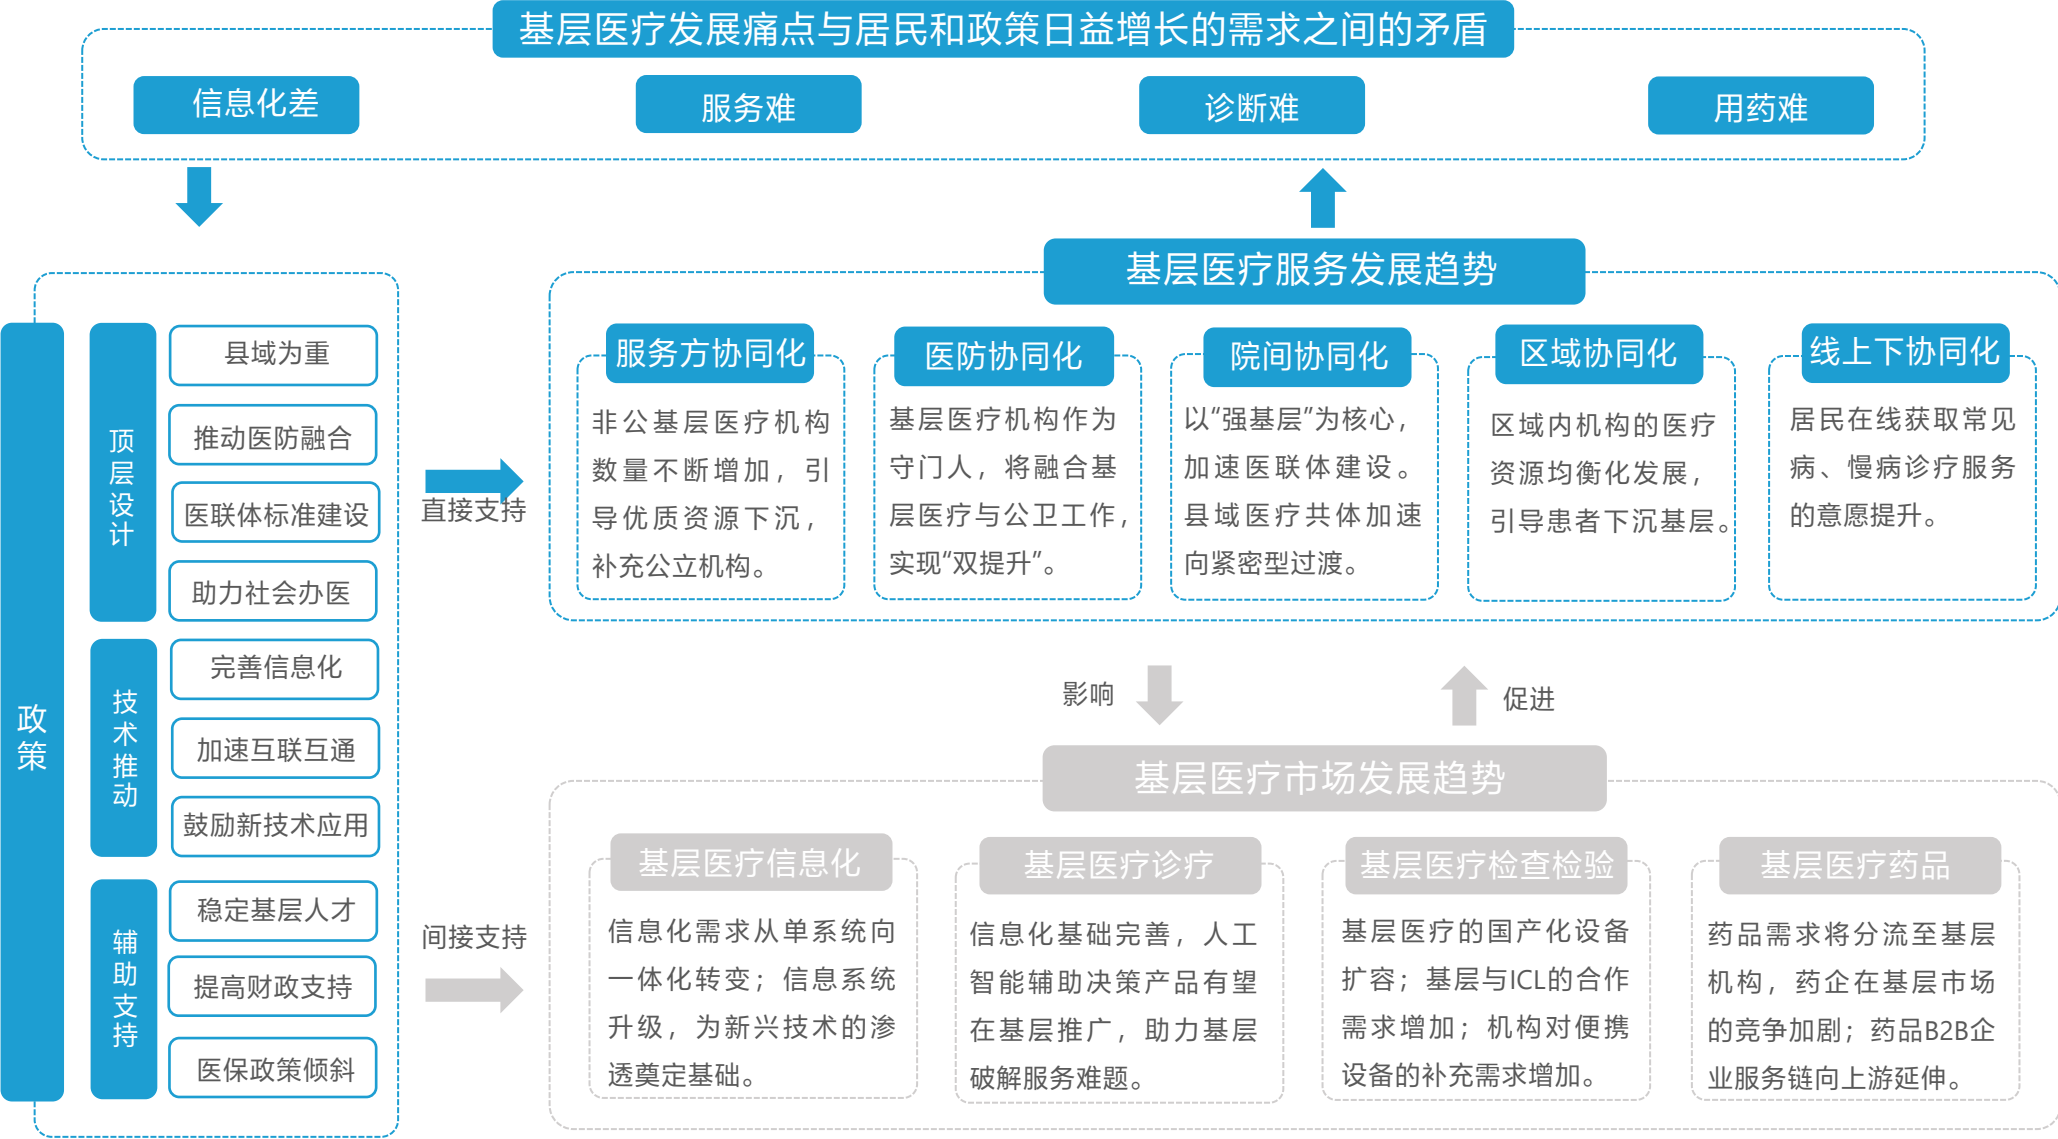 基层医疗发展痛点与居民和政策日益增长的需求之间的矛盾
信息化差
服务难
诊断难
用药难
政策
顶层设计
县域为重
推动医防融合
医联体标准建设
助力社会办医
技术推动
完善信息化
加速互联互通
鼓励新技术应用
辅助支持
稳定基层人才
提高财政支持
医保政策倾斜
直接支持
间接支持
基层医疗服务发展趋势
服务方协同化
非公基层医疗机构
数量不断增加，引
导优质资源下沉，
补充公立机构。
医防协同化
基层医疗机构作为
守门人，将融合基
层医疗与公卫工作，
实现“双提升”。
院间协同化
以“强基层”为核心，
加速医联体建设。
县域医疗共体加速
向紧密型过渡。
区域协同化
区域内机构的医疗
资源均衡化发展，
引导患者下沉基层。
线上下协同化
居民在线获取常见
病、慢病诊疗服务
的意愿提升。
影响
促进
基层医疗市场发展趋势
基层医疗信息化
信息化需求从单系统向
一体化转变；信息系统
升级，为新兴技术的渗
透奠定基础。
基层医疗诊疗
信息化基础完善，人工
智能辅助决策产品有望
在基层推广，助力基层
破解服务难题。
基层医疗检查检验
基层医疗的国产化设备
扩容；基层与ICL的合作
需求增加；机构对便携
设备的补充需求增加。
基层医疗药品
药品需求将分流至基层
机构，药企在基层市场
的竞争加剧；药品B2B企
业服务链向上游延伸。